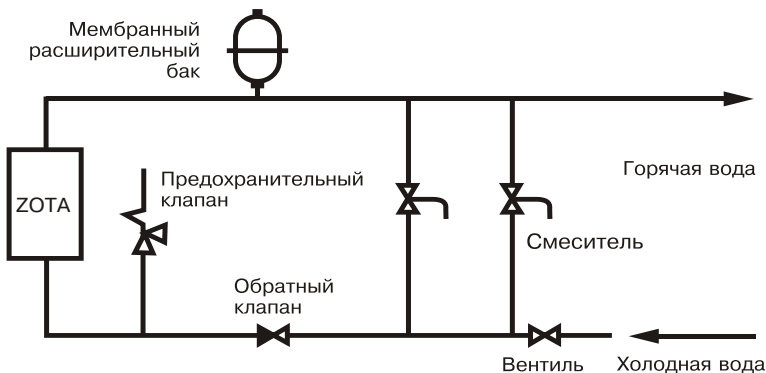 Мембранный
расширительный
бак
Горячая вода
Предохранительный
клапан
ZOTA
Смеситель
Обратный
клапан
Вентиль
Холодная вода